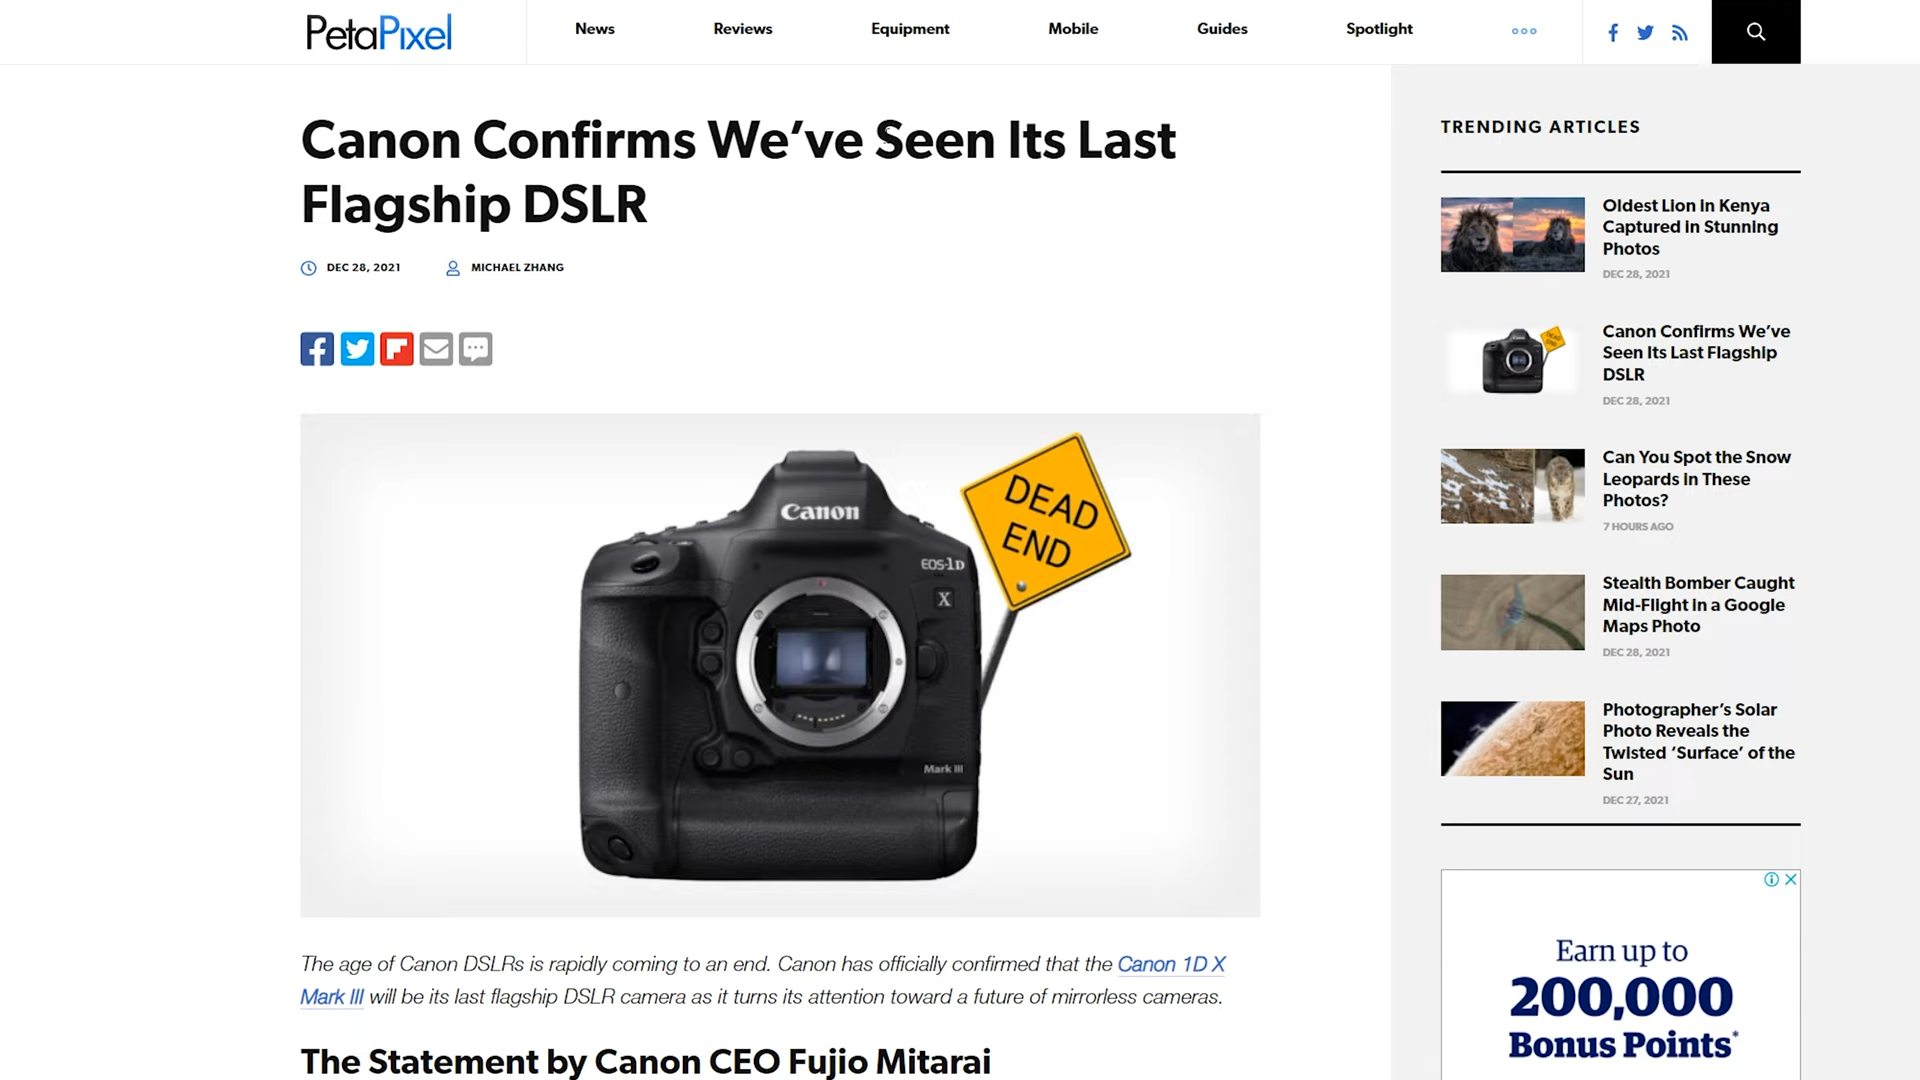 PetaPixel
News
Reviews
Equipment
Mobile
Guides
Spotlight
Canon Confirms We've Seen Its Last
Flagship DSLR
DEC 28, 2021
MICHAEL ZHANG
Canon
EOS-1D
X
Mark III
DEAD
END
The age of Canon DSLRs is rapidly coming to an end. Canon has officially confirmed that the Canon 1D X
Mark III will be its last flagship DSLR camera as it turns its attention toward a future of mirrorless cameras.
The Statement by Canon CEO Fujio Mitarai
TRENDING ARTICLES
Oldest Lion in Kenya
Captured in Stunning
Photos
DEC 28, 2021
DEAD
END
Canon Confirms We've
Seen Its Last Flagship
DSLR
DEC 28, 2021
Can You Spot the Snow
Leopards in These
Photos?
7 HOURS AGO
Stealth Bomber Caught
Mid-Flight in a Google
Maps Photo
DEC 28, 2021
Photographer's Solar
Photo Reveals the
Twisted 'Surface' of the
Sun
DEC 27, 2021
Earn up to
200,000
Bonus Points*